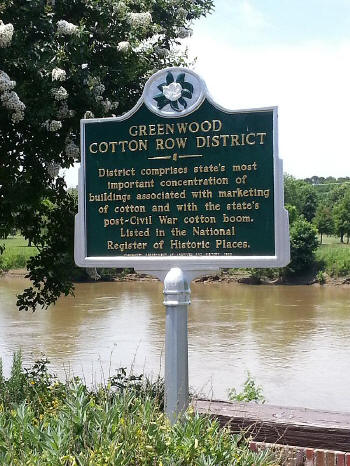 GREENWOOD
COTTON ROW DISTRICT
District comprises state's most
important concentration of
buildings associated with marketing
of cotton and with the state's
post-Civil War cotton boom.
Listed in the National
Register of Historic Places.